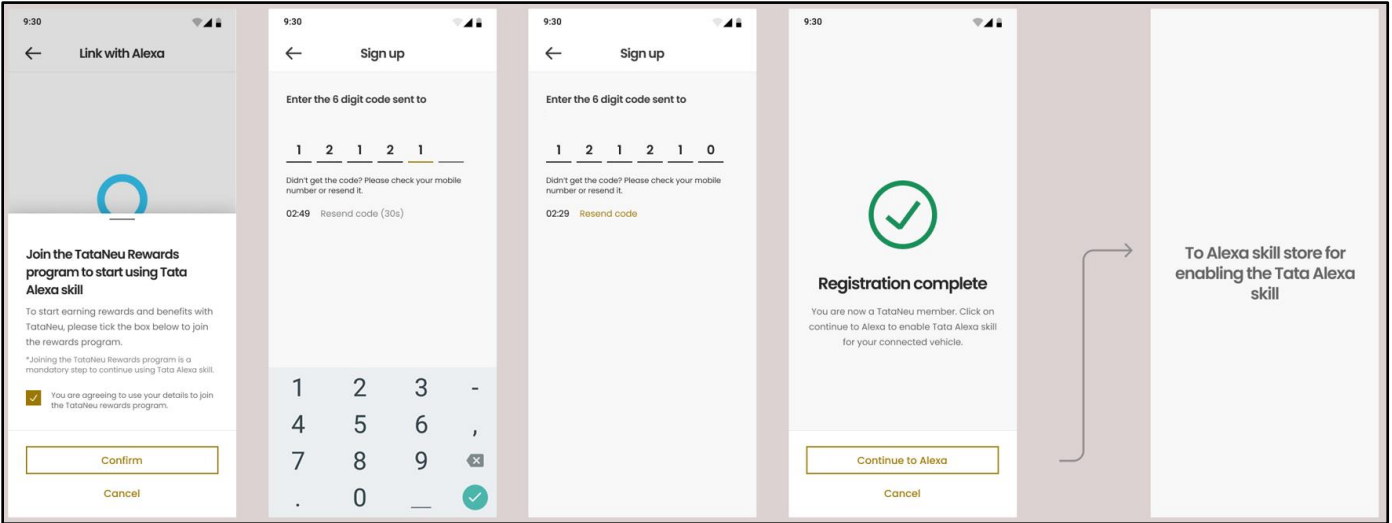 9:30
Link with Alexa
Join the TataNeu Rewards
program to start using Tata
Alexa skill
To start earning rewards and benefits with
TataNeu, please tick the box below to join
the rewards program.
*Joining the TataNeu Rewards program is a
mandatory step to continue using Tata Alexa skill.
You are agreeing to use your details to join
the TataNeu rewards program.
Confirm
Cancel
9:30
Sign up
Enter the 6 digit code sent to
1 2 1 2 1
Didn't get the code? Please check your mobile
number or resend it.
02:49 Resend code (30s)
1 2 3 -
4 5 6 ,
7 8 9
. 0 _
9:30
Sign up
Enter the 6 digit code sent to
1 2 1 2 1 0
Didn't get the code? Please check your mobile
number or resend it.
02:29 Resend code
9:30
Registration complete
You are now a TataNeu member. Click on
continue to Alexa to enable Tata Alexa skill
for your connected vehicle.
Continue to Alexa
Cancel
To Alexa skill store for
enabling the Tata Alexa
skill